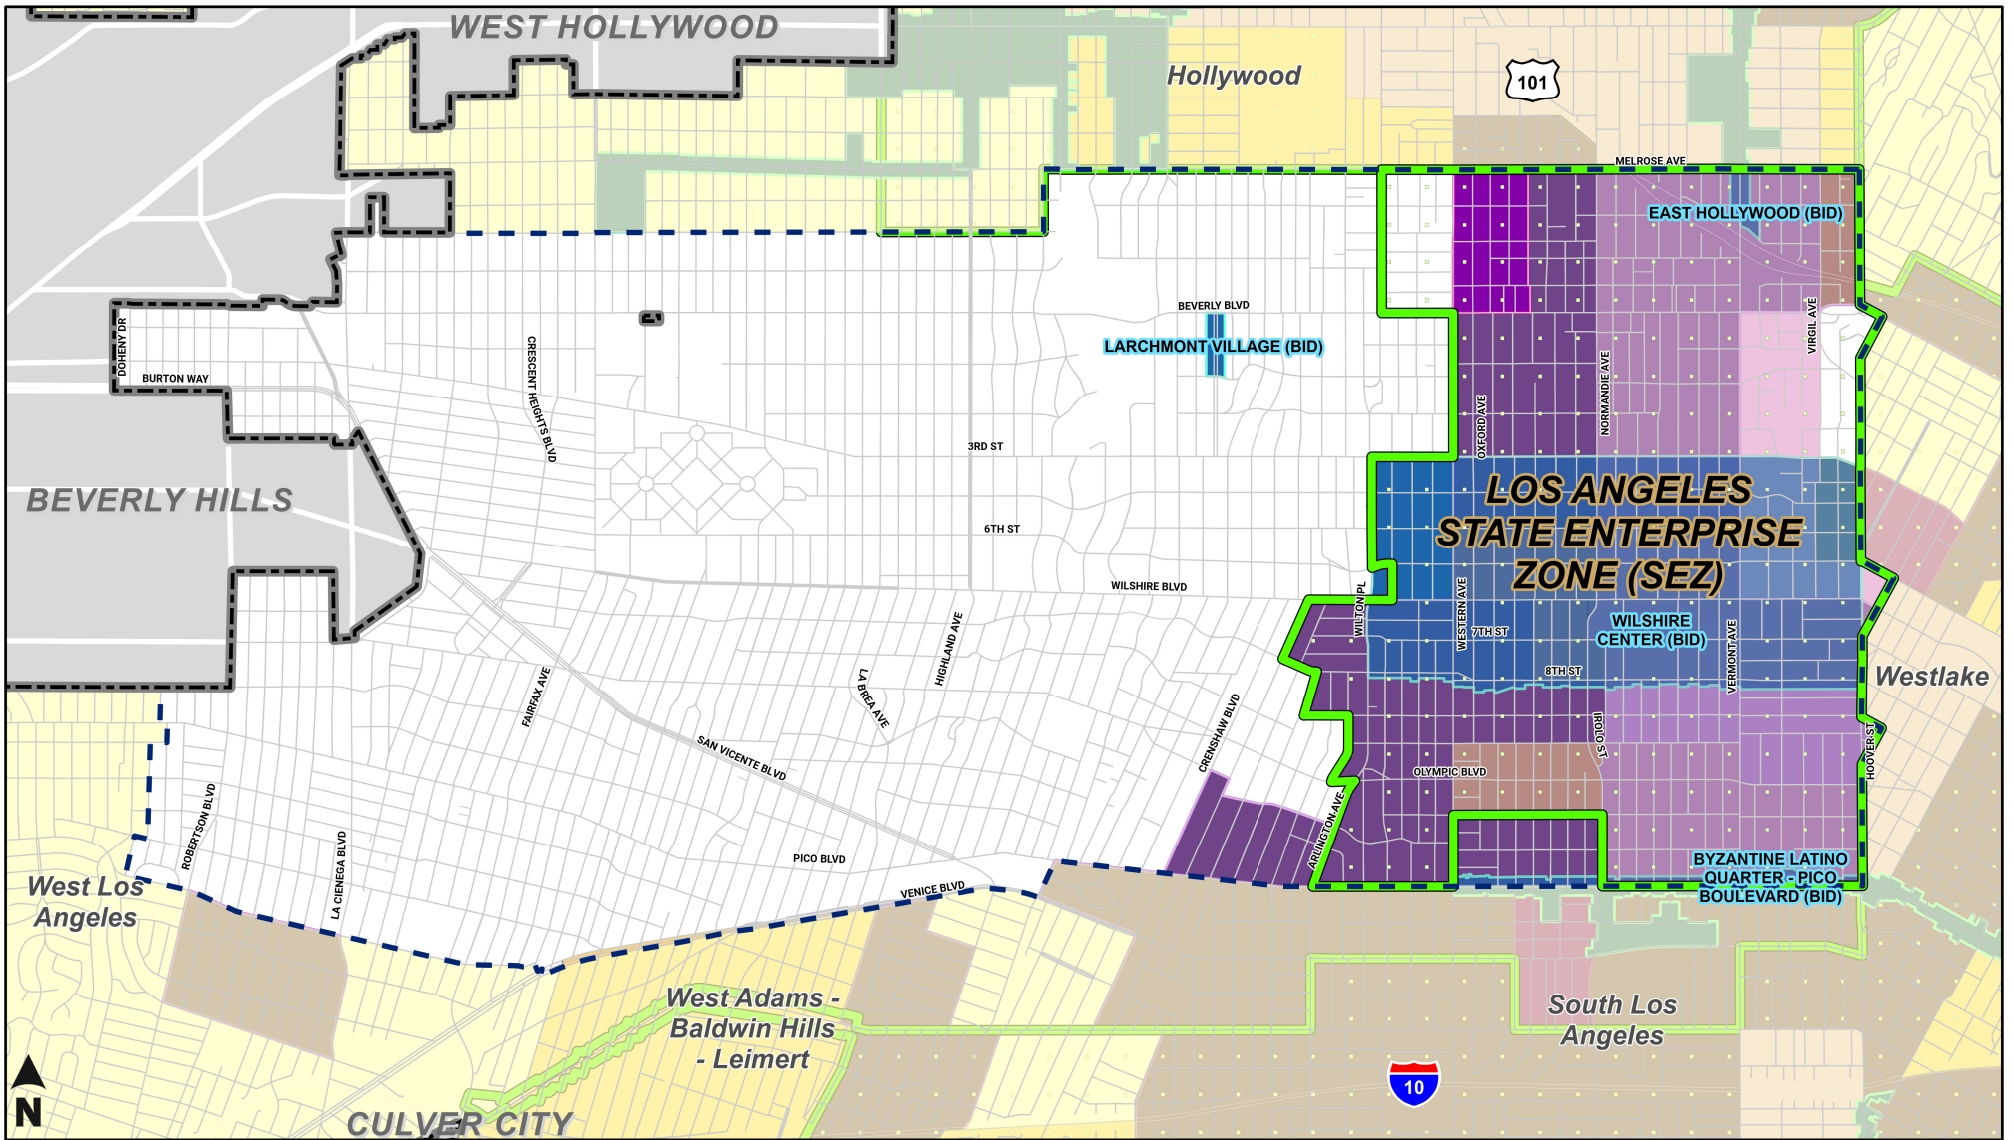 WEST HOLLYWOOD
Hollywood
101
MELROSE AVE
EAST HOLLYWOOD (BID)
BEVERLY BLVD
LARCHMONT VILLAGE (BID)
VIRGIL AVE
DOHENY DR
BURTON WAY
CRESCENT HEIGHTS BLVD
NORMANDIE AVE
OXFORD AVE
3RD ST
BEVERLY HILLS
LOS ANGELES
STATE ENTERPRISE
ZONE (SEZ)
6TH ST
WILSHIRE BLVD
WILTON PL
WESTERN AVE
7TH ST
WILSHIRE
CENTER (BID)
VERMONT AVE
HIGHLAND AVE
8TH ST
Westlake
FAIRFAX AVE
LA BREA AVE
CRENSHAW BLVD
IROLO ST
HOOVER ST
SAN VICENTE BLVD
OLYMPIC BLVD
ROBERTSON BLVD
LA CIENEGA BLVD
ARLINGTON AVE
PICO BLVD
BYZANTINE LATINO
QUARTER - PICO
BOULEVARD (BID)
VENICE BLVD
West Los
Angeles
West Adams -
Baldwin Hills
- Leimert
South Los
Angeles
10
N
CULVER CITY